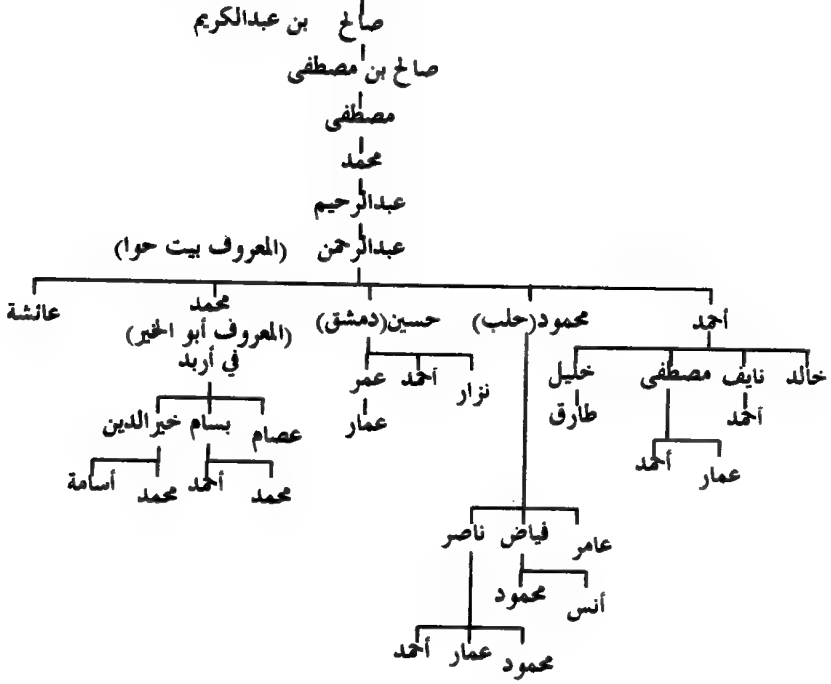 صالح بن عبدالكريم
صالح بن مصطفى
مصطفى
محمد
عبدالرحيم
عبدالرحمن (المعروف بيت حوا)
أحمد محمود(حلب) حسين(دمشق) محمد عائشة
(المعروف أبو الخير)
في أربد
خالد نايف مصطفى خليل نزار أحمد عمر
أحمد طارق عمار
عصام بسام خيرالدين
عمار أحمد محمد أحمد محمد أسامة
عامر فياض ناصر
أنس محمود
محمود عمار أحمد